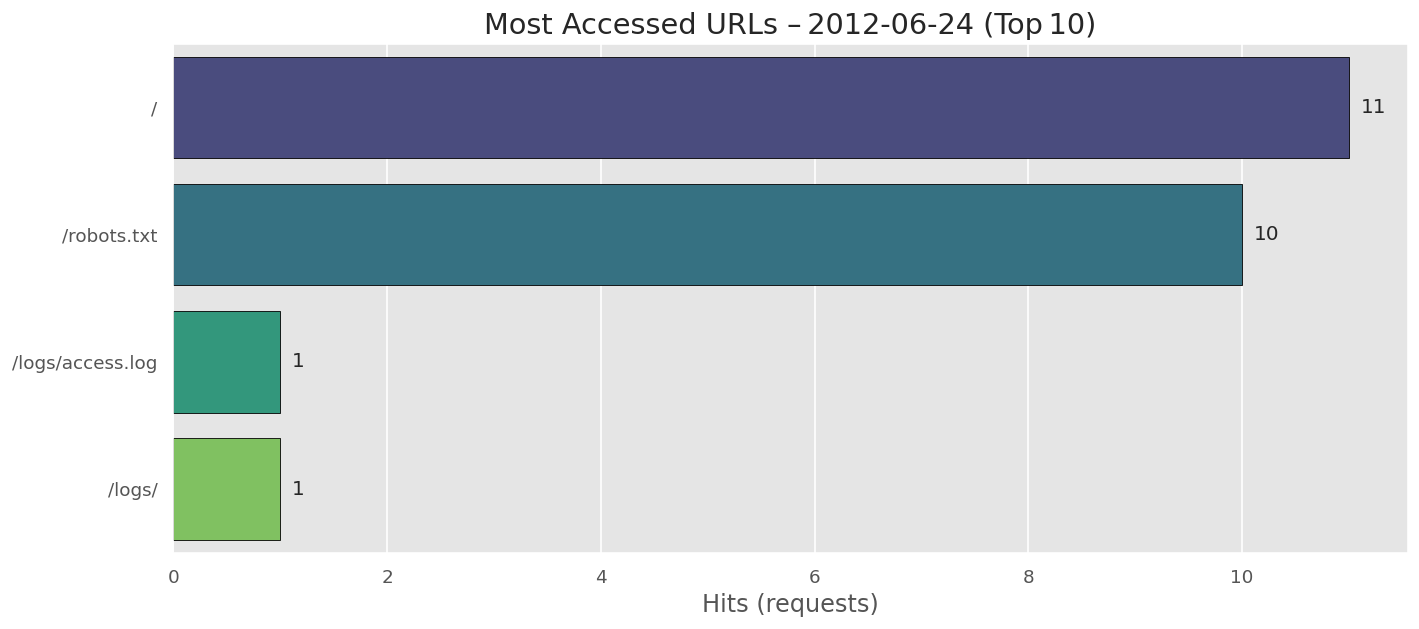 Most Accessed URLs – 2012-06-24 (Top 10)
/
11
/robots.txt
10
/logs/access.log
1
/logs/
1
0 2 4 6 8 10
Hits (requests)